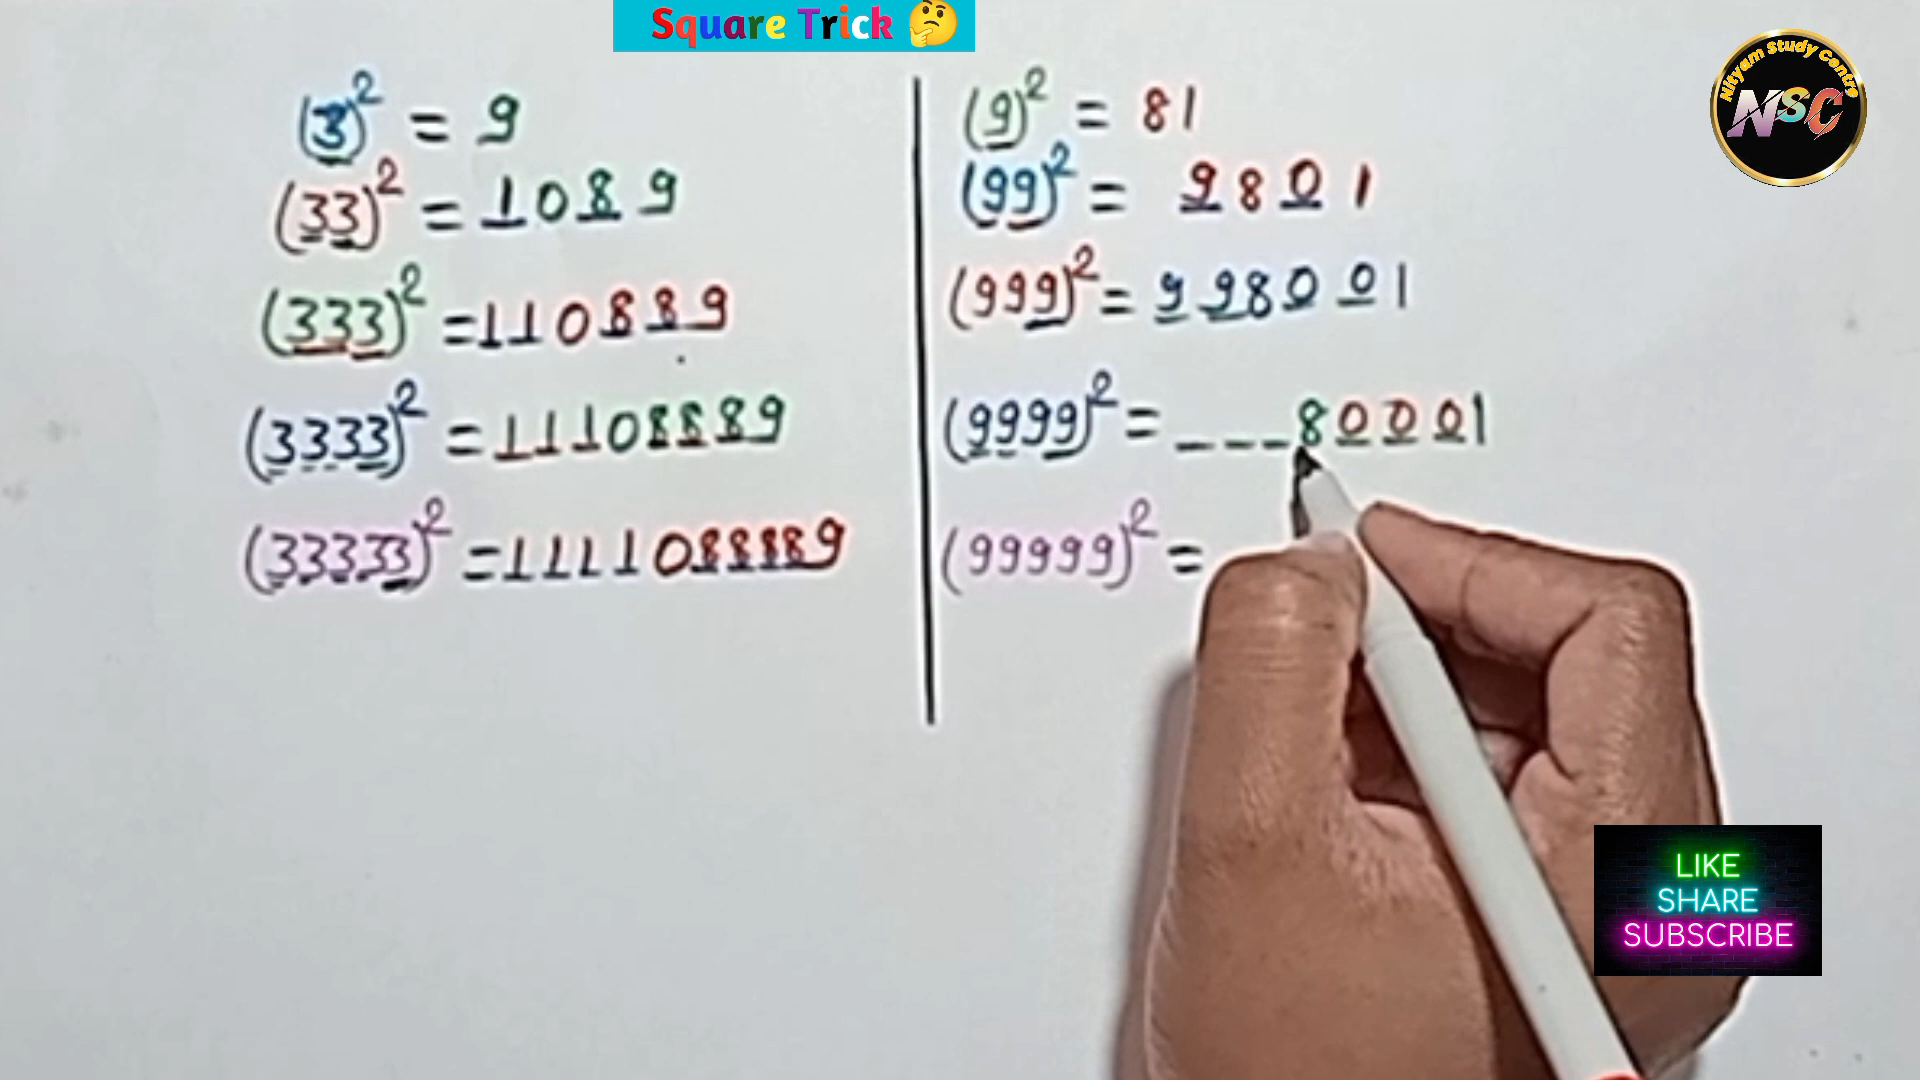 Square Trick 🤔
Nityam Study Centre
NSC
(3)² = 9
(33)² = 1089
(333)² = 110889
(3333)² = 11108889
(33333)² = 1111088889
(9)² = 81
(99)² = 9801
(999)² = 998001
(9999)² = _ _ _ 80001
(99999)² =
LIKE
SHARE
SUBSCRIBE